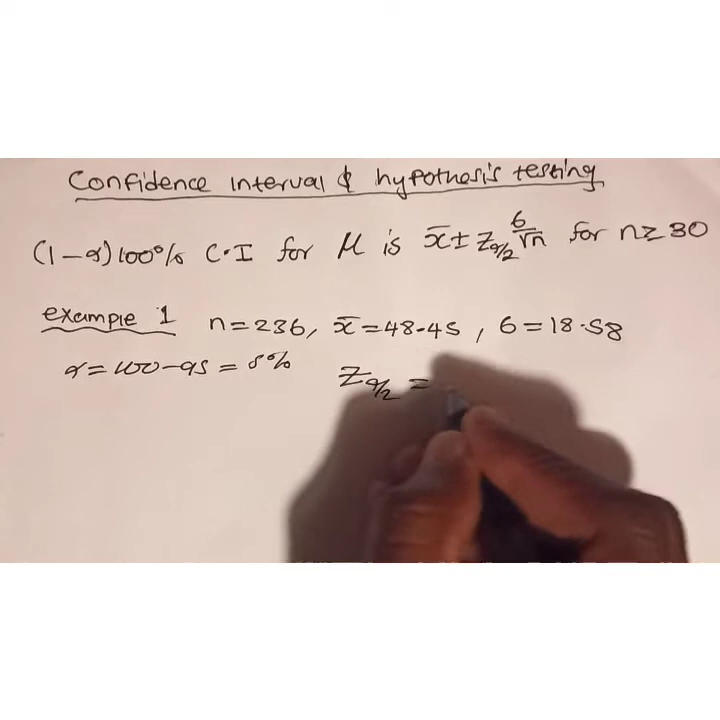 Confidence interval & hypothesis testing
(1-α)100% C.I for μ is x̄ ± Zα/2 σ/√n for n≥30
example 1 n=236, x̄=48.45, σ=18.58
α=100-95=5% Zα/2 =